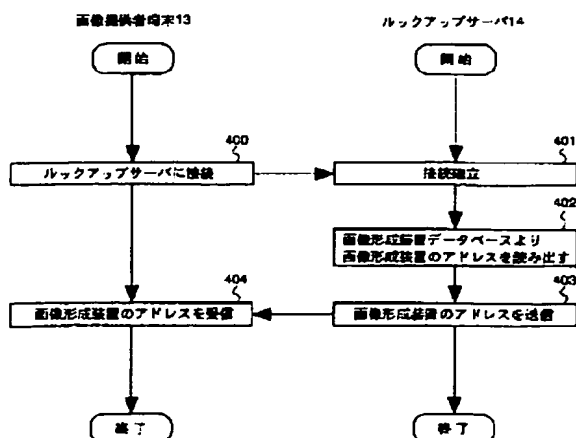 画像提供者端末13
ルックアップサーバ14
開始
開始
400
ルックアップサーバに接続
401
接続確立
402
画像形成装置データベースより
画像形成装置のアドレスを読み出す
403
画像形成装置のアドレスを送信
404
画像形成装置のアドレスを受信
終了
終了